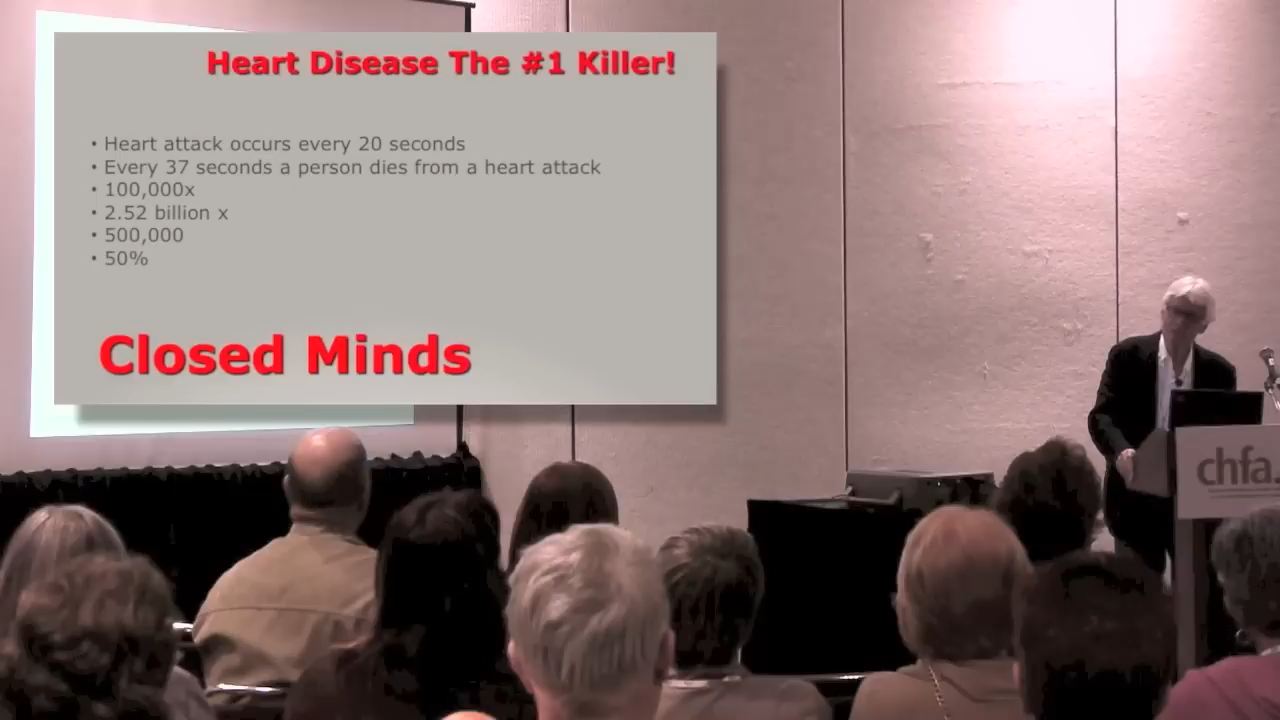 Heart Disease The #1 Killer!
• Heart attack occurs every 20 seconds
• Every 37 seconds a person dies from a heart attack
• 100,000x
• 2.52 billion x
• 500,000
• 50%
Closed Minds
chfa.